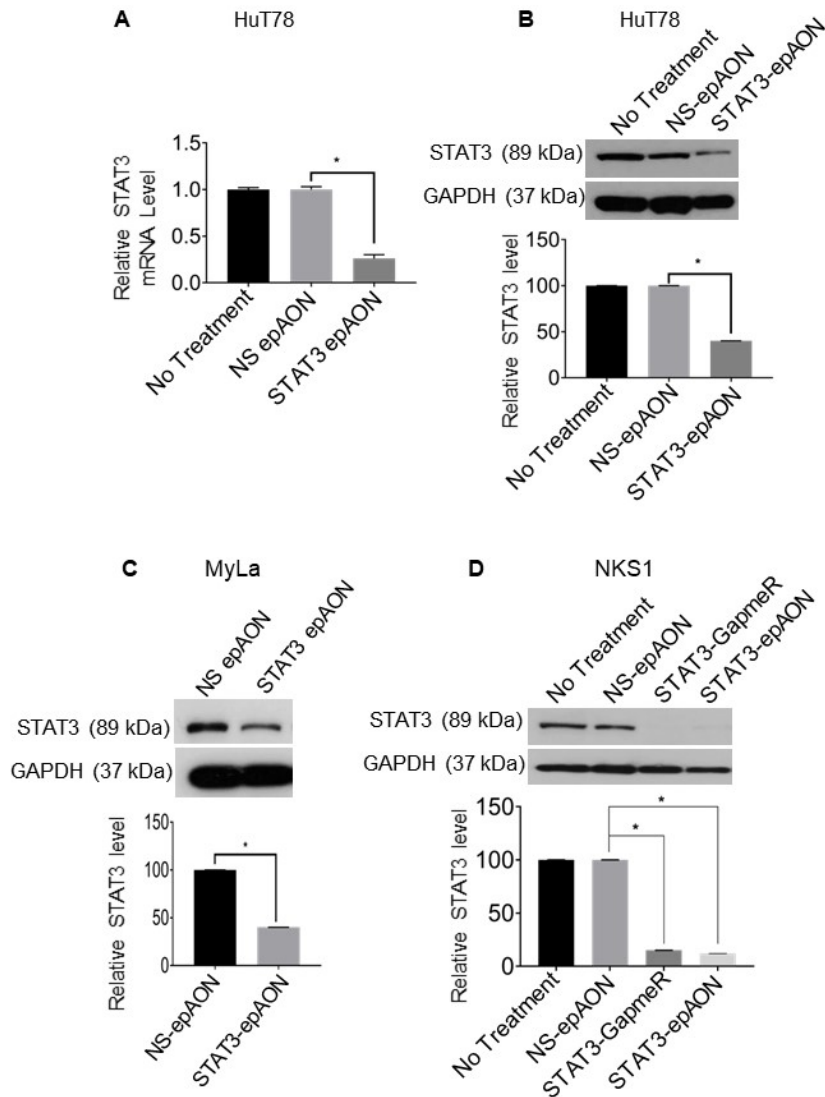 A HuT78
Relative STAT3
mRNA Level
1.5
1.0
0.5
0.0
*
No Treatment
NS epAON
STAT3 epAON
B HuT78
No Treatment
NS-epAON
STAT3-epAON
STAT3 (89 kDa)
GAPDH (37 kDa)
Relative STAT3 level
150
100
50
0
*
No Treatment
NS-epAON
STAT3-epAON
C MyLa
NS epAON
STAT3 epAON
STAT3 (89 kDa)
GAPDH (37 kDa)
Relative STAT3 level
150
100
50
0
*
NS-epAON
STAT3-epAON
D NKS1
No Treatment
NS-epAON
STAT3-GapmeR
STAT3-epAON
STAT3 (89 kDa)
GAPDH (37 kDa)
Relative STAT3 level
150
100
50
0
*
*
No Treatment
NS-epAON
STAT3-GapmeR
STAT3-epAON